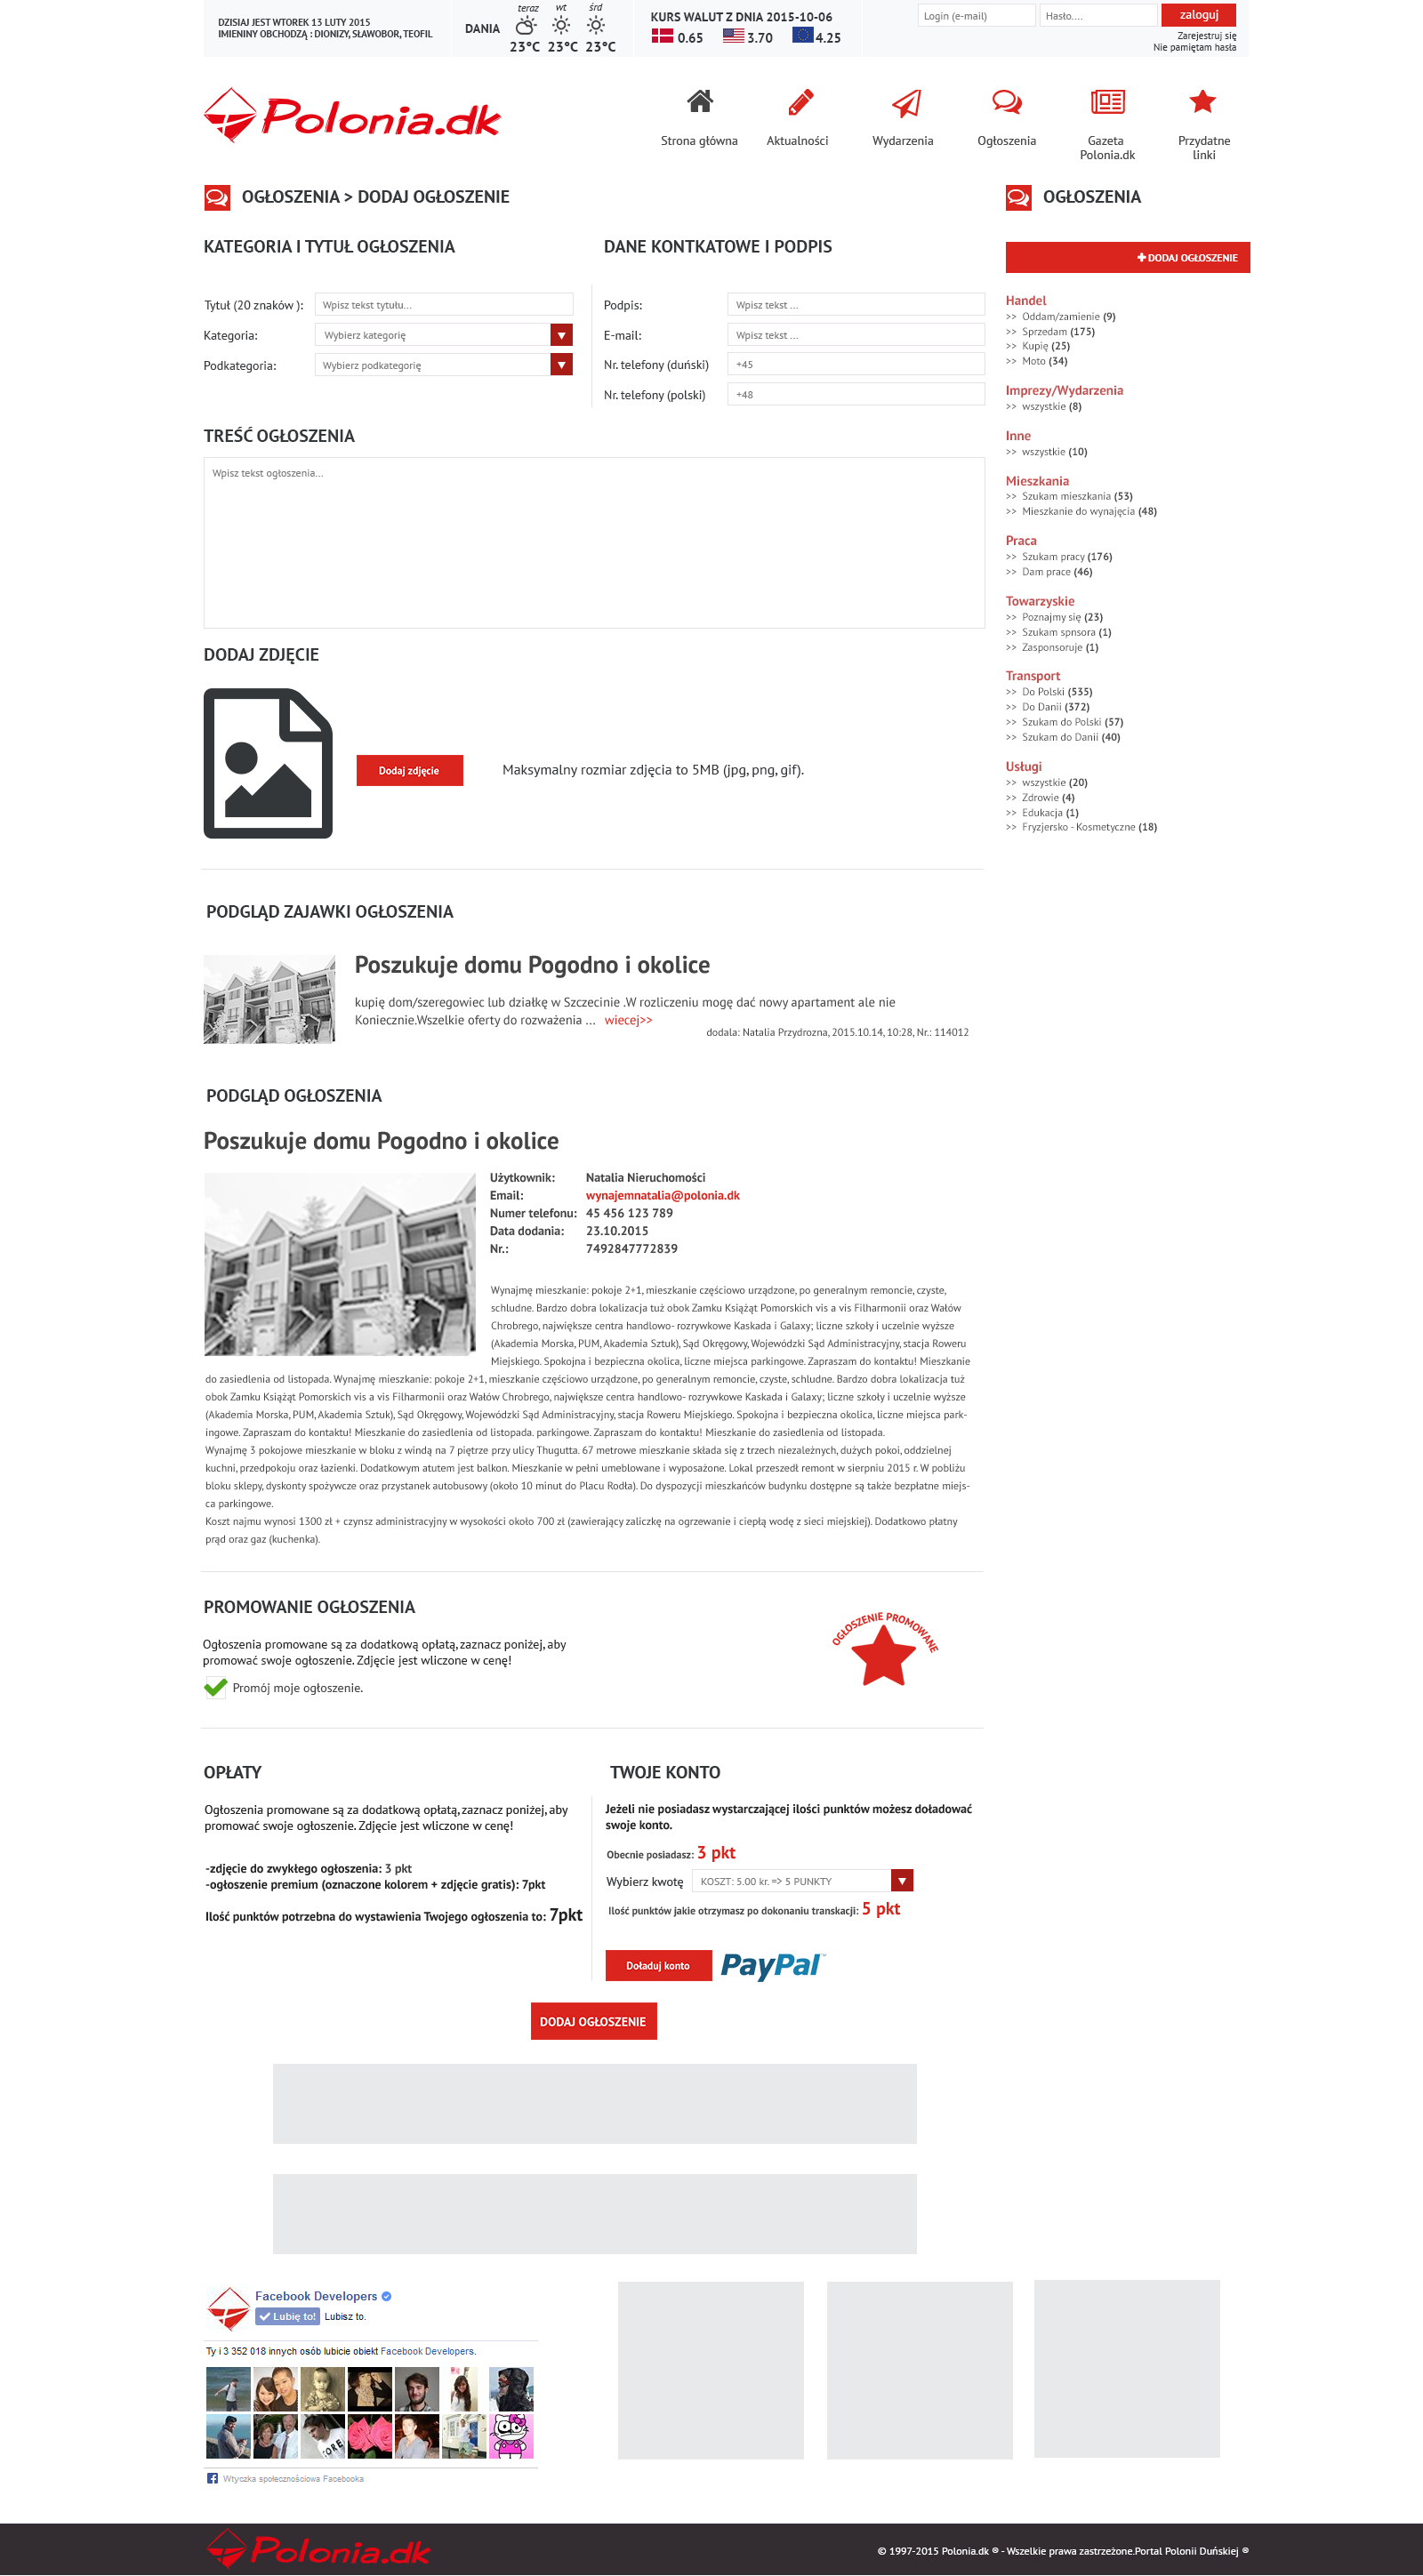 DZISIAJ JEST WTOREK 13 LUTY 2015
IMIENINY OBCHODZĄ : DIONIZY, SŁAWOBOR, TEOFIL
DANIA
teraz wt śrd
23°C 23°C 23°C
KURS WALUT Z DNIA 2015-10-06
0.65 3.70 4.25
Login (e-mail) Hasło.... zaloguj
Zarejestruj się
Nie pamiętam hasła
Polonia.dk
Strona główna
Aktualności
Wydarzenia
Ogłoszenia
Gazeta
Polonia.dk
Przydatne
linki
OGŁOSZENIA > DODAJ OGŁOSZENIE
KATEGORIA I TYTUŁ OGŁOSZENIA
Tytuł (20 znaków ): Wpisz tekst tytułu...
Kategoria: Wybierz kategorię
Podkategoria: Wybierz podkategorię
DANE KONTKATOWE I PODPIS
Podpis: Wpisz tekst ...
E-mail: Wpisz tekst ...
Nr. telefony (duński) +45
Nr. telefony (polski) +48
TREŚĆ OGŁOSZENIA
Wpisz tekst ogłoszenia...
DODAJ ZDJĘCIE
Dodaj zdjęcie
Maksymalny rozmiar zdjęcia to 5MB (jpg, png, gif).
OGŁOSZENIA
DODAJ OGŁOSZENIE
Handel
>> Oddam/zamienie (9)
>> Sprzedam (175)
>> Kupię (25)
>> Moto (34)
Imprezy/Wydarzenia
>> wszystkie (8)
Inne
>> wszystkie (10)
Mieszkania
>> Szukam mieszkania (53)
>> Mieszkanie do wynajęcia (48)
Praca
>> Szukam pracy (176)
>> Dam prace (46)
Towarzyskie
>> Poznajmy się (23)
>> Szukam spnsora (1)
>> Zasponsoruje (1)
Transport
>> Do Polski (535)
>> Do Danii (372)
>> Szukam do Polski (57)
>> Szukam do Danii (40)
Usługi
>> wszystkie (20)
>> Zdrowie (4)
>> Edukacja (1)
>> Fryzjersko - Kosmetyczne (18)
PODGLĄD ZAJAWKI OGŁOSZENIA
Poszukuje domu Pogodno i okolice
kupię dom/szeregowiec lub działkę w Szczecinie .W rozliczeniu mogę dać nowy apartament ale nie
Koniecznie.Wszelkie oferty do rozważenia ... wiecej>>
dodala: Natalia Przydrozna, 2015.10.14, 10:28, Nr.: 114012
PODGLĄD OGŁOSZENIA
Poszukuje domu Pogodno i okolice
Użytkownik: Natalia Nieruchomości
Email: wynajemnatalia@polonia.dk
Numer telefonu: 45 456 123 789
Data dodania: 23.10.2015
Nr.: 7492847772839
Wynajmę mieszkanie: pokoje 2+1, mieszkanie częściowo urządzone, po generalnym remoncie, czyste,
schludne. Bardzo dobra lokalizacja tuż obok Zamku Książąt Pomorskich vis a vis Filharmonii oraz Wałów
Chrobrego, największe centra handlowo- rozrywkowe Kaskada i Galaxy; liczne szkoły i uczelnie wyższe
(Akademia Morska, PUM, Akademia Sztuk), Sąd Okręgowy, Wojewódzki Sąd Administracyjny, stacja Roweru
Miejskiego. Spokojna i bezpieczna okolica, liczne miejsca parkingowe. Zapraszam do kontaktu! Mieszkanie
do zasiedlenia od listopada. Wynajmę mieszkanie: pokoje 2+1, mieszkanie częściowo urządzone, po generalnym remoncie, czyste, schludne. Bardzo dobra lokalizacja tuż
obok Zamku Książąt Pomorskich vis a vis Filharmonii oraz Wałów Chrobrego, największe centra handlowo- rozrywkowe Kaskada i Galaxy; liczne szkoły i uczelnie wyższe
(Akademia Morska, PUM, Akademia Sztuk), Sąd Okręgowy, Wojewódzki Sąd Administracyjny, stacja Roweru Miejskiego. Spokojna i bezpieczna okolica, liczne miejsca park-
ingowe. Zapraszam do kontaktu! Mieszkanie do zasiedlenia od listopada. parkingowe. Zapraszam do kontaktu! Mieszkanie do zasiedlenia od listopada.
Wynajmę 3 pokojowe mieszkanie w bloku z windą na 7 piętrze przy ulicy Thugutta. 67 metrowe mieszkanie składa się z trzech niezależnych, dużych pokoi, oddzielnej
kuchni, przedpokoju oraz łazienki. Dodatkowym atutem jest balkon. Mieszkanie w pełni umeblowane i wyposażone. Lokal przeszedł remont w sierpniu 2015 r. W pobliżu
bloku sklepy, dyskonty spożywcze oraz przystanek autobusowy (około 10 minut do Placu Rodła). Do dyspozycji mieszkańców budynku dostępne są także bezpłatne miejs-
ca parkingowe.
Koszt najmu wynosi 1300 zł + czynsz administracyjny w wysokości około 700 zł (zawierający zaliczkę na ogrzewanie i ciepłą wodę z sieci miejskiej). Dodatkowo płatny
prąd oraz gaz (kuchenka).
PROMOWANIE OGŁOSZENIA
Ogłoszenia promowane są za dodatkową opłatą, zaznacz poniżej, aby
promować swoje ogłoszenie. Zdjęcie jest wliczone w cenę!
Promój moje ogłoszenie.
OGŁOSZENIE PROMOWANE
OPŁATY
Ogłoszenia promowane są za dodatkową opłatą, zaznacz poniżej, aby
promować swoje ogłoszenie. Zdjęcie jest wliczone w cenę!
-zdjęcie do zwykłego ogłoszenia: 3 pkt
-ogłoszenie premium (oznaczone kolorem + zdjęcie gratis): 7pkt
Ilość punktów potrzebna do wystawienia Twojego ogłoszenia to: 7pkt
TWOJE KONTO
Jeżeli nie posiadasz wystarczającej ilości punktów możesz doładować
swoje konto.
Obecnie posiadasz: 3 pkt
Wybierz kwotę KOSZT: 5.00 kr. => 5 PUNKTY
Ilość punktów jakie otrzymasz po dokonaniu transkacji: 5 pkt
Doładuj konto PayPal™
DODAJ OGŁOSZENIE
Facebook Developers
Lubię to! Lubisz to.
Ty i 3 352 018 innych osób lubicie obiekt Facebook Developers.
Wtyczka społecznościowa Facebooka
Polonia.dk
© 1997-2015 Polonia.dk ® - Wszelkie prawa zastrzeżone.Portal Polonii Duńskiej ®